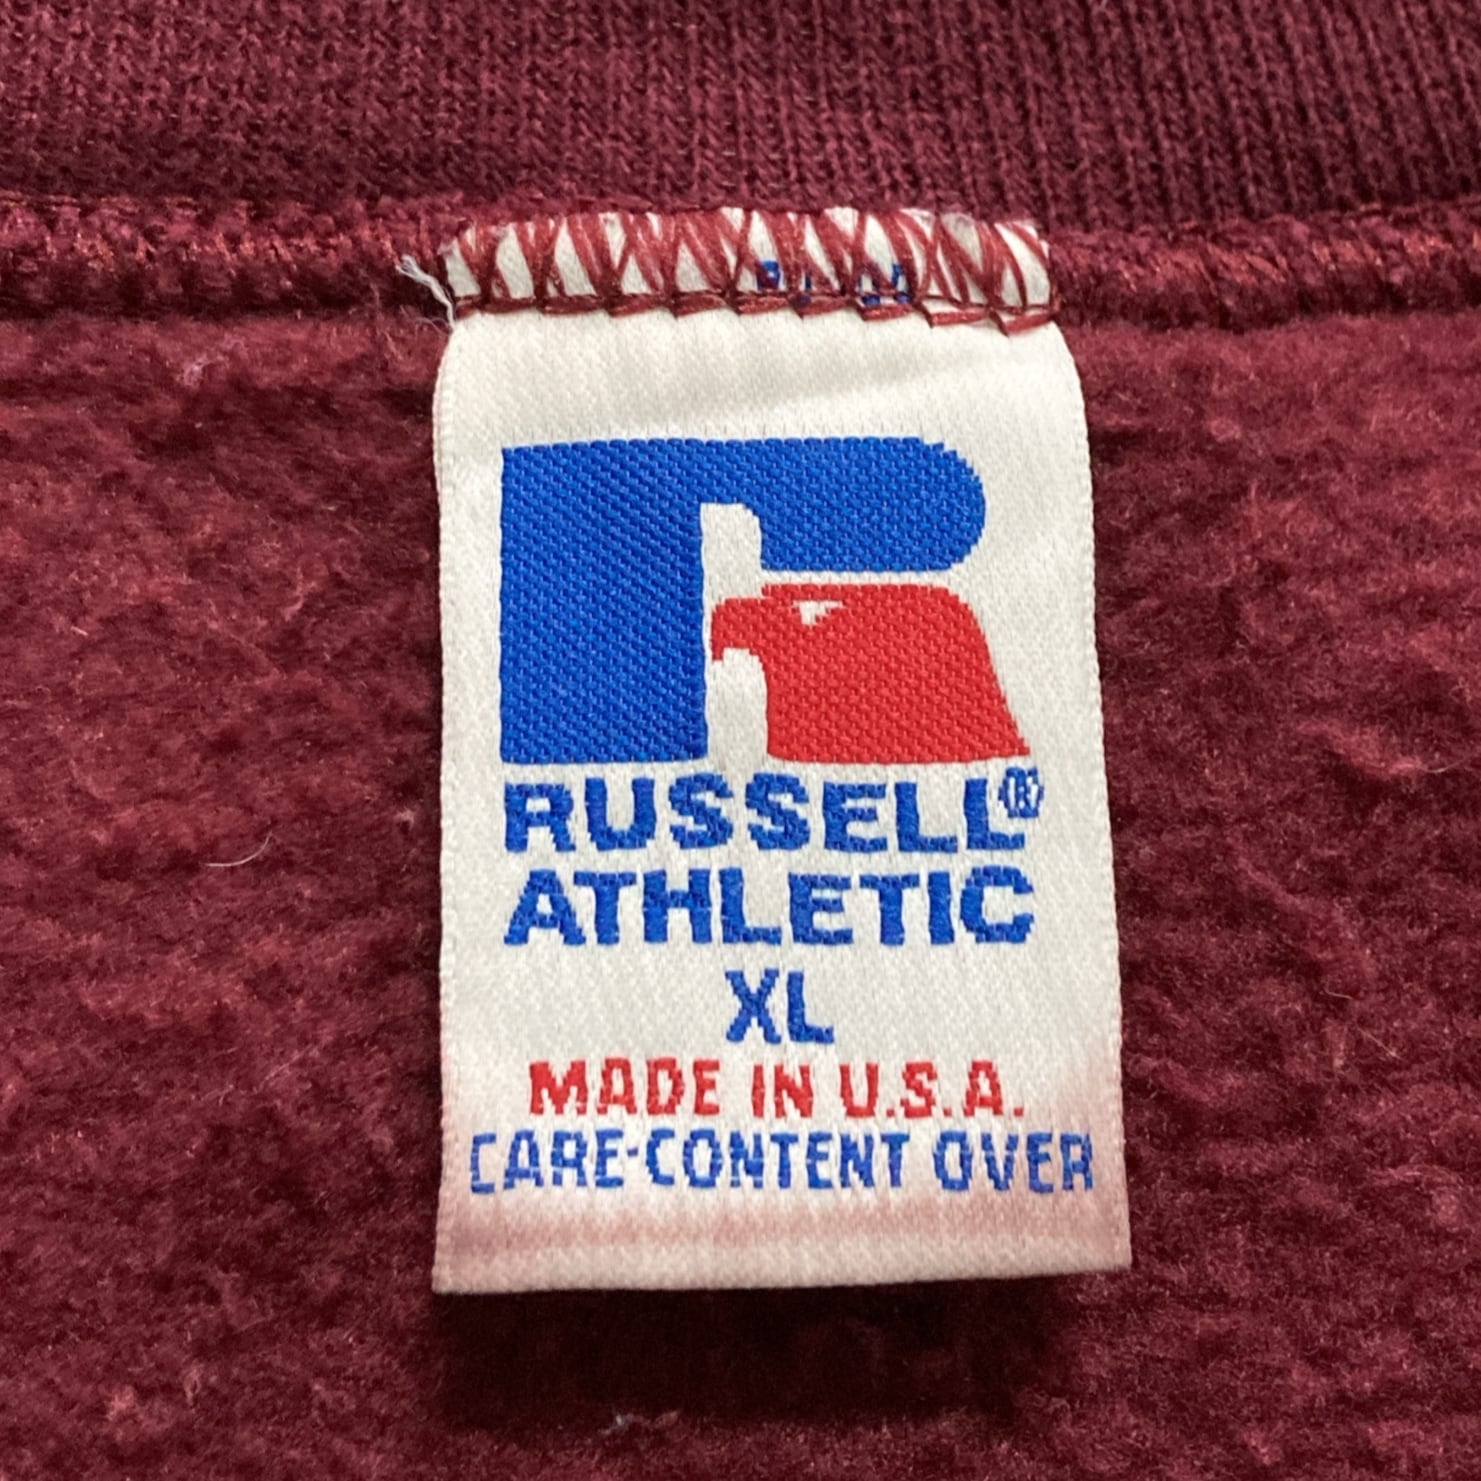 RUSSELL®
ATHLETIC
XL
MADE IN U.S.A.
CARE-CONTENT OVER